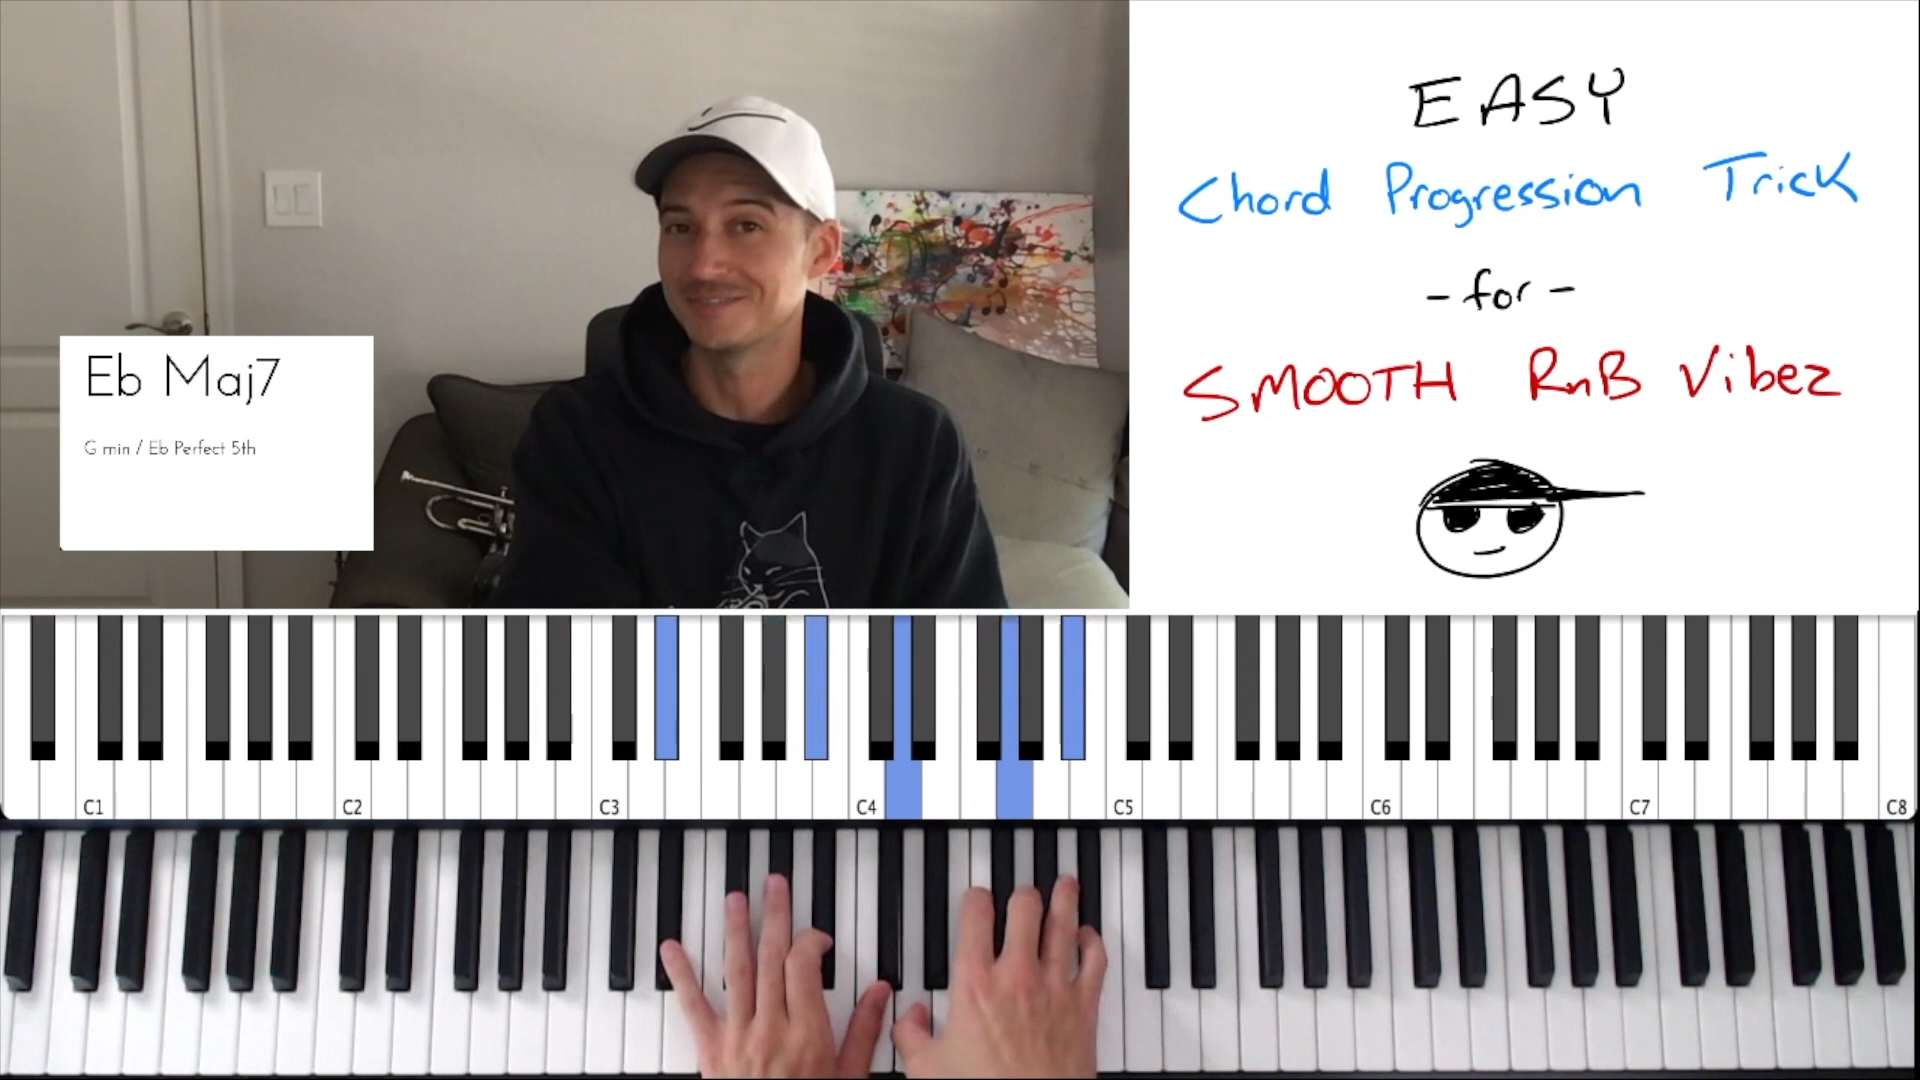 EASY
Chord Progression Trick
- for -
SMOOTH RnB Vibez
Eb Maj7
G min / Eb Perfect 5th
C1 C2 C3 C4 C5 C6 C7 C8